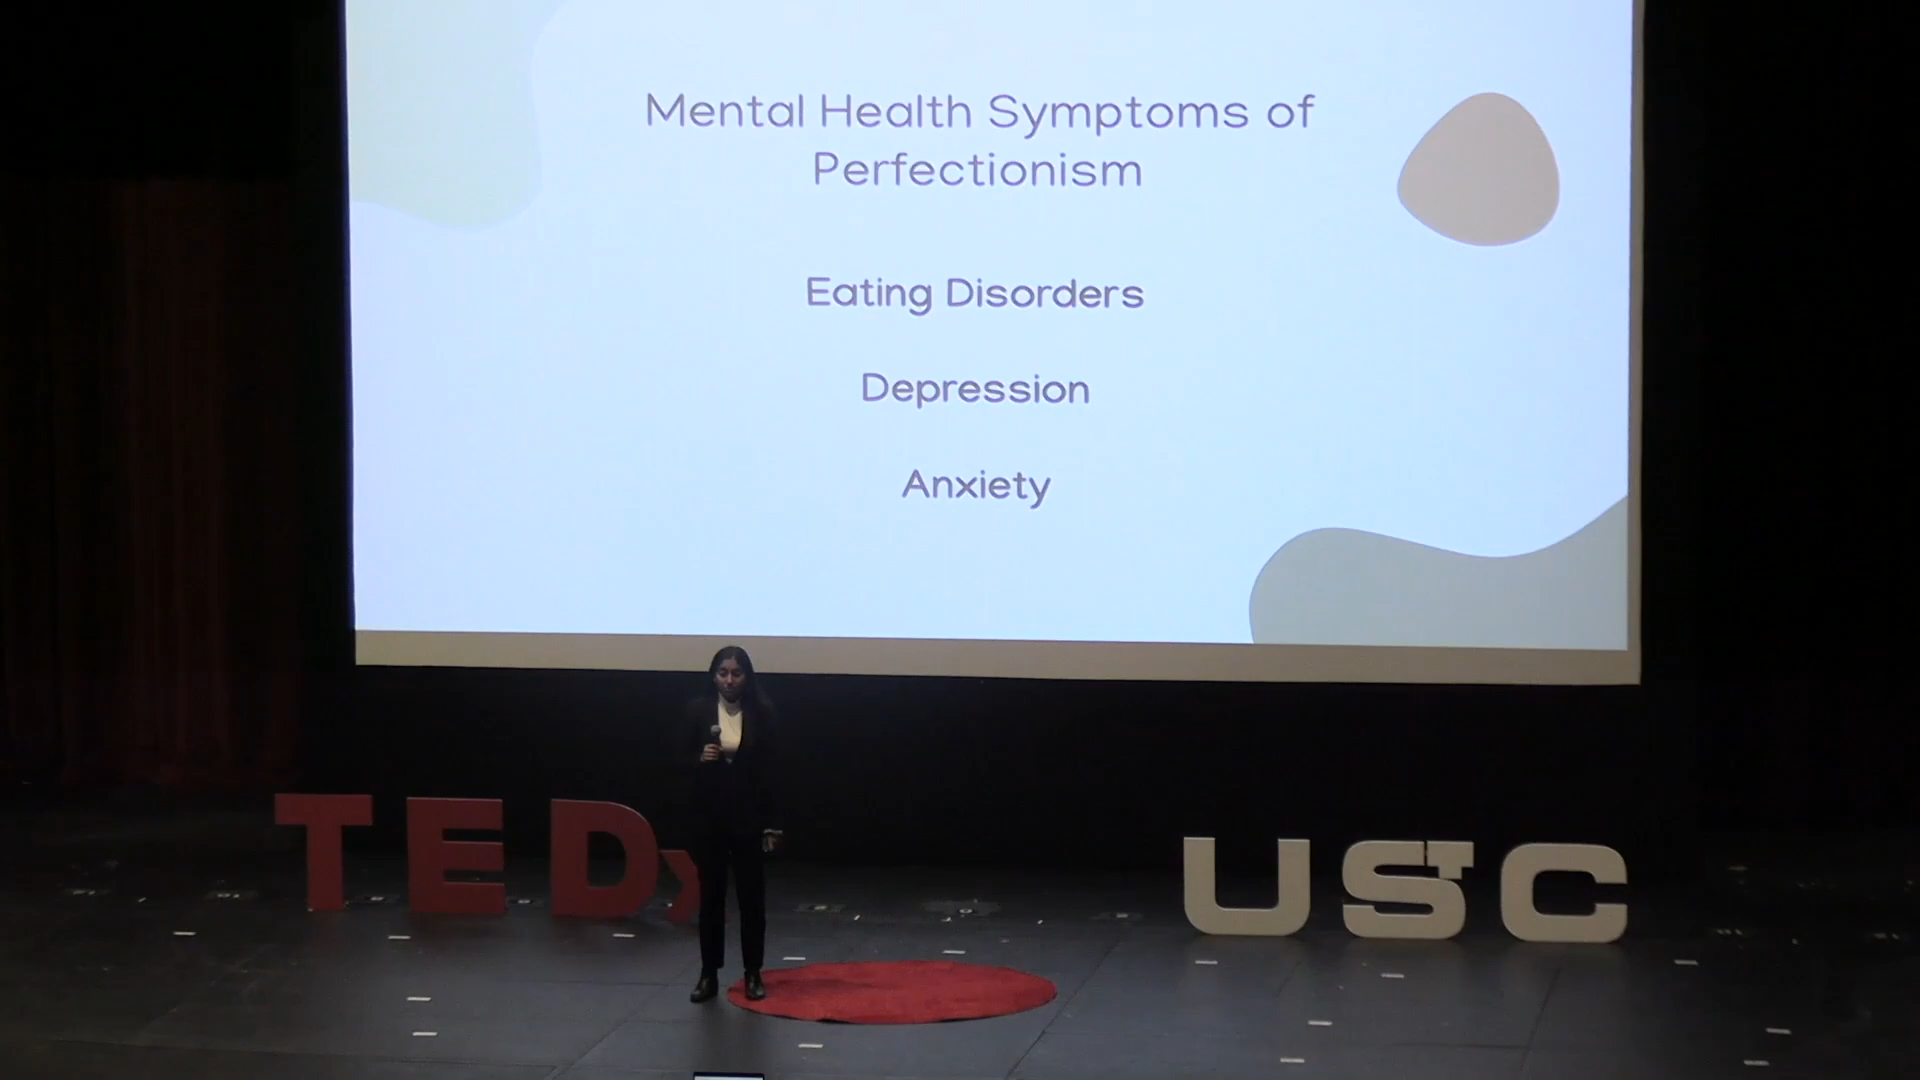 Mental Health Symptoms of
Perfectionism
Eating Disorders
Depression
Anxiety
TEDx
USC